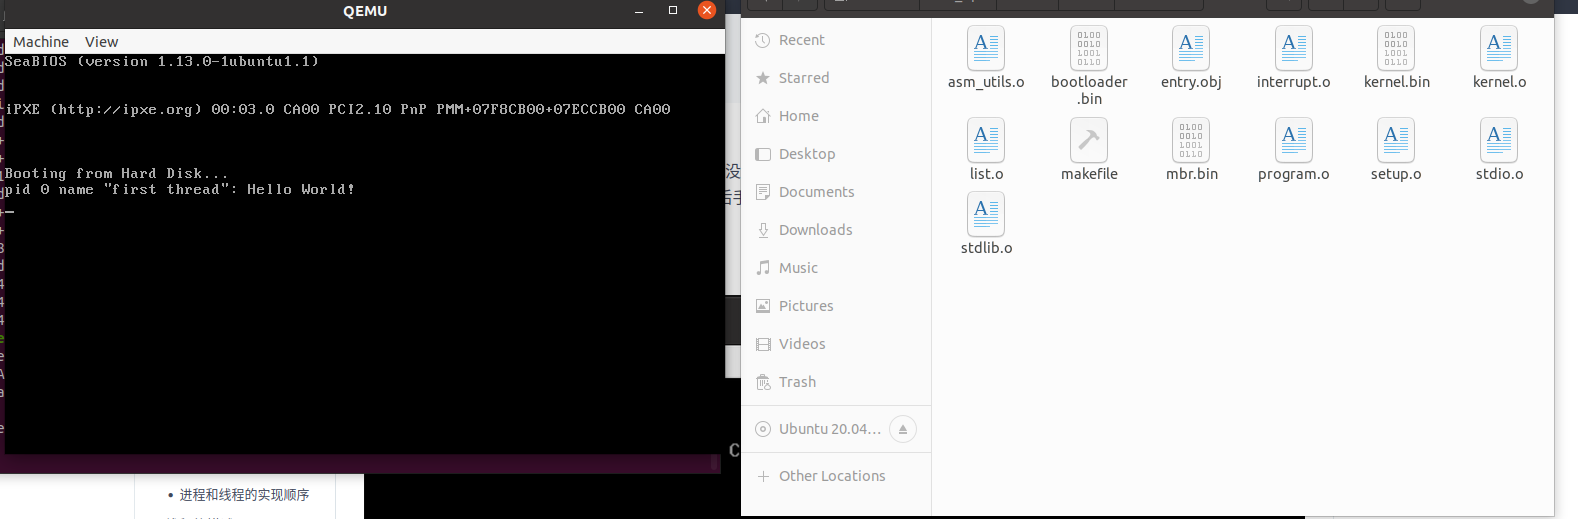 QEMU
Machine View
SeaBIOS (version 1.13.0-1ubuntu1.1)
iPXE (http://ipxe.org) 00:03.0 CA00 PCI2.10 PnP PMM+07F8CB00+07ECCB00 CA00
Booting from Hard Disk...
pid 0 name "first thread": Hello World!
Recent
Starred
Home
Desktop
Documents
Downloads
Music
Pictures
Videos
Trash
Ubuntu 20.04…
Other Locations
asm_utils.o
bootloader
.bin
entry.obj
interrupt.o
kernel.bin
kernel.o
list.o
makefile
mbr.bin
program.o
setup.o
stdio.o
stdlib.o
没
C
进程和线程的实现顺序